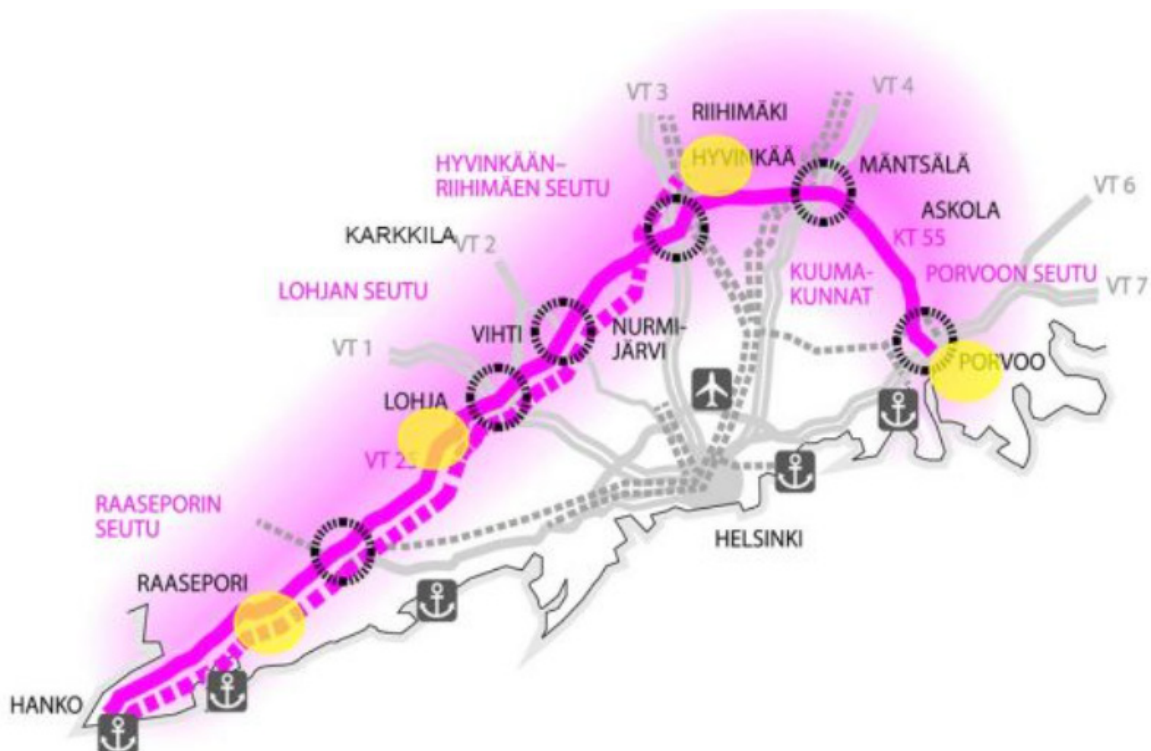 VT 3
VT 4
RIIHIMÄKI
HYVINKÄÄ
HYVINKÄÄN–
RIIHIMÄEN SEUTU
MÄNTSÄLÄ
VT 6
ASKOLA
KARKKILA
VT 2
KT 55
KUUMA-
KUNNAT
PORVOON SEUTU
VT 7
LOHJAN SEUTU
VIHTI
NURMI-
JÄRVI
VT 1
PORVOO
LOHJA
VT 25
RAASEPORIN
SEUTU
HELSINKI
RAASEPORI
HANKO